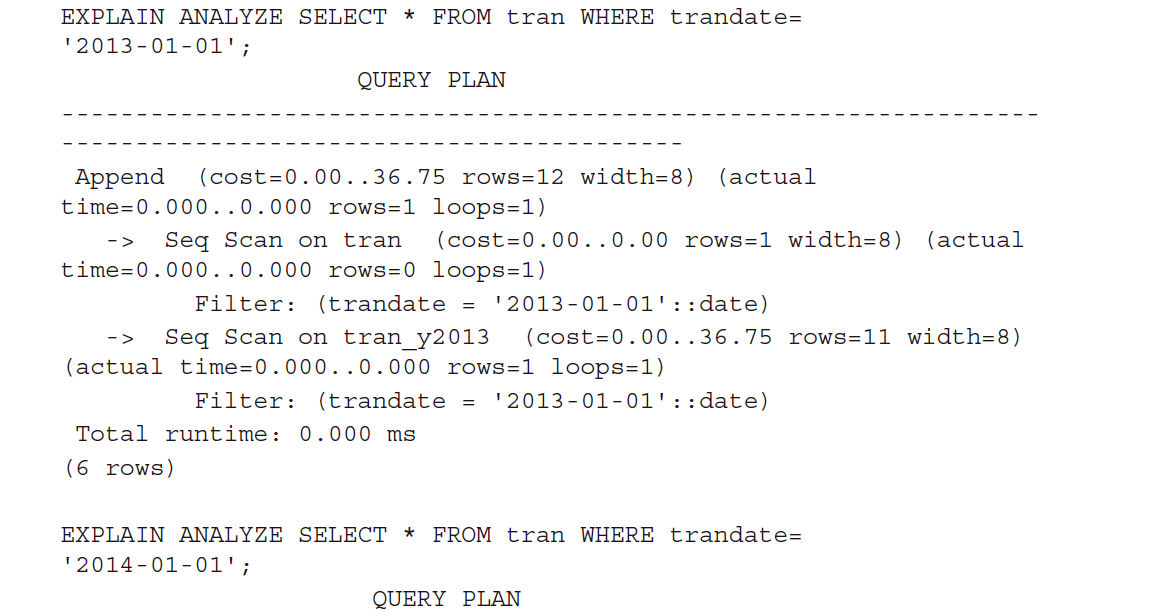 EXPLAIN ANALYZE SELECT * FROM tran WHERE trandate=
'2013-01-01';
QUERY PLAN
------------------------------------------------------------------
------------------------------------------
Append  (cost=0.00..36.75 rows=12 width=8) (actual
time=0.000..0.000 rows=1 loops=1)
->  Seq Scan on tran  (cost=0.00..0.00 rows=1 width=8) (actual
time=0.000..0.000 rows=0 loops=1)
Filter: (trandate = '2013-01-01'::date)
->  Seq Scan on tran_y2013  (cost=0.00..36.75 rows=11 width=8)
(actual time=0.000..0.000 rows=1 loops=1)
Filter: (trandate = '2013-01-01'::date)
Total runtime: 0.000 ms
(6 rows)
EXPLAIN ANALYZE SELECT * FROM tran WHERE trandate=
'2014-01-01';
QUERY PLAN